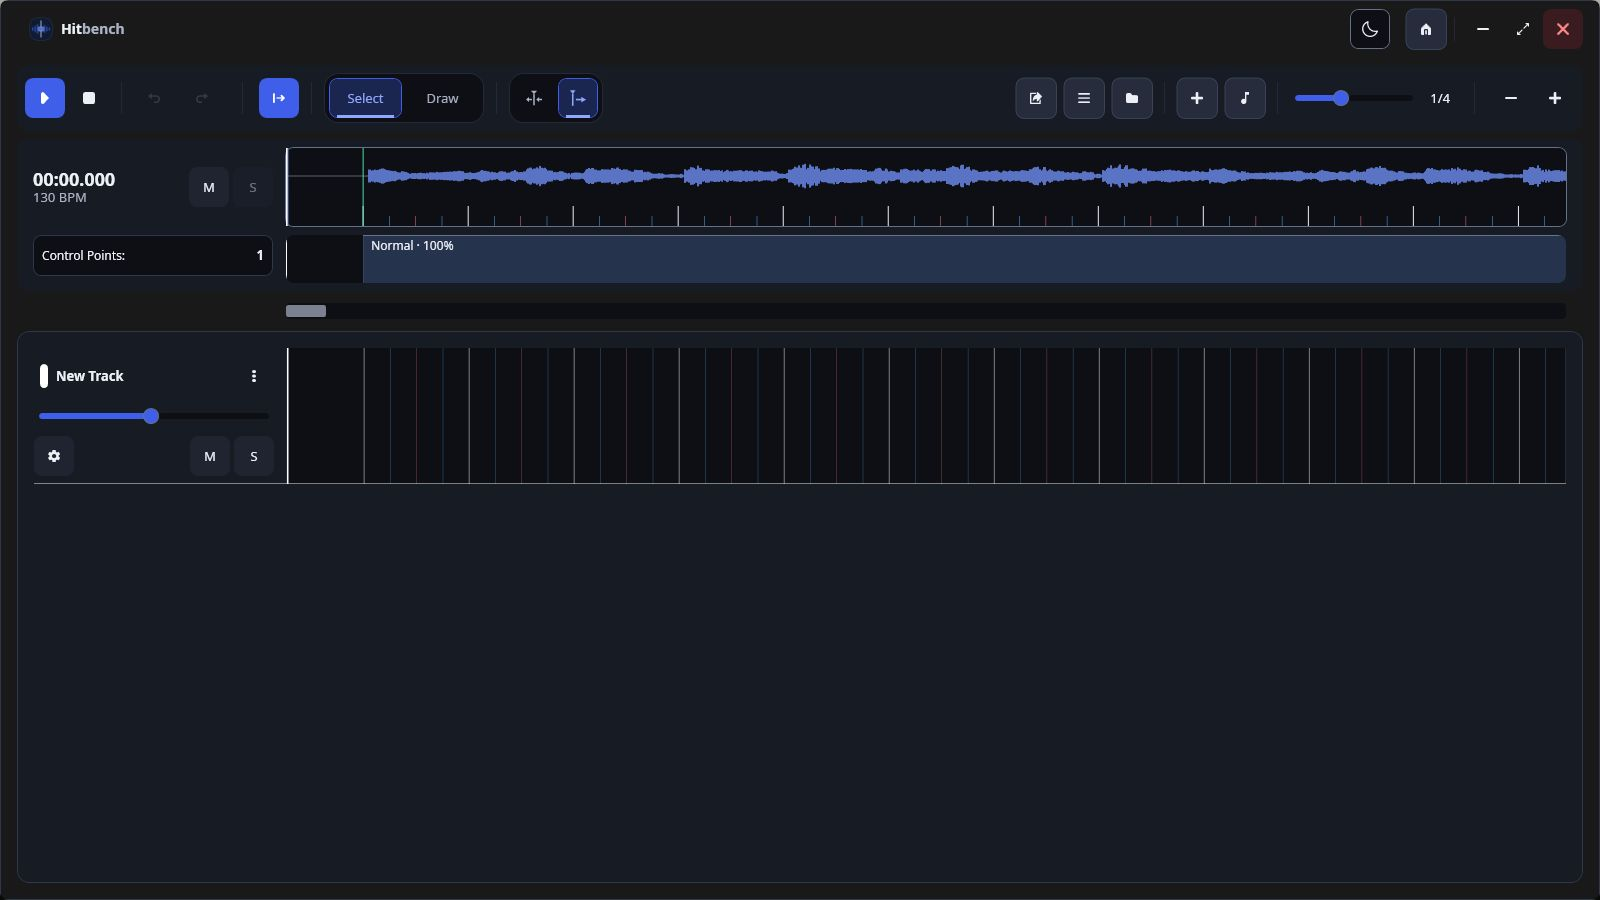 Hitbench
Select
Draw
1/4
00:00.000
130 BPM
M
S
Normal · 100%
Control Points:
1
New Track
M
S